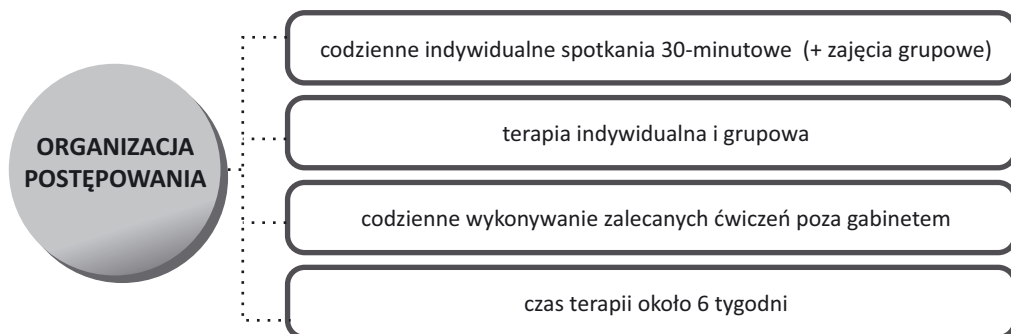 ORGANIZACJA
POSTĘPOWANIA
codzienne indywidualne spotkania 30-minutowe (+ zajęcia grupowe)
terapia indywidualna i grupowa
codzienne wykonywanie zalecanych ćwiczeń poza gabinetem
czas terapii około 6 tygodni